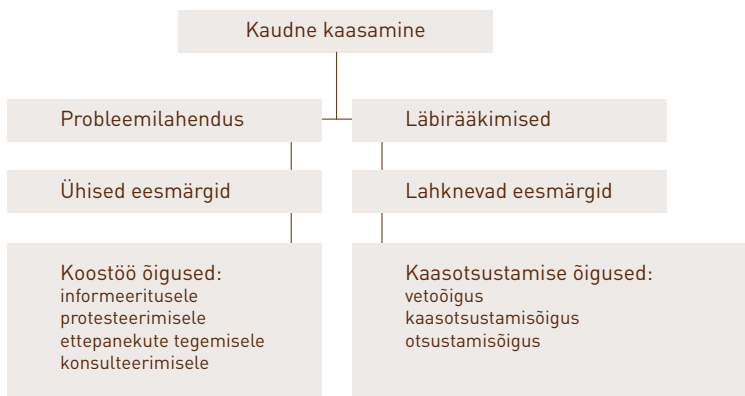 Kaudne kaasamine
Probleemilahendus
Läbirääkimised
Ühised eesmärgid
Lahknevad eesmärgid
Koostöö õigused:
informeeritusele
protesteerimisele
ettepanekute tegemisele
konsulteerimisele
Kaasotsustamise õigused:
vetoõigus
kaasotsustamisõigus
otsustamisõigus